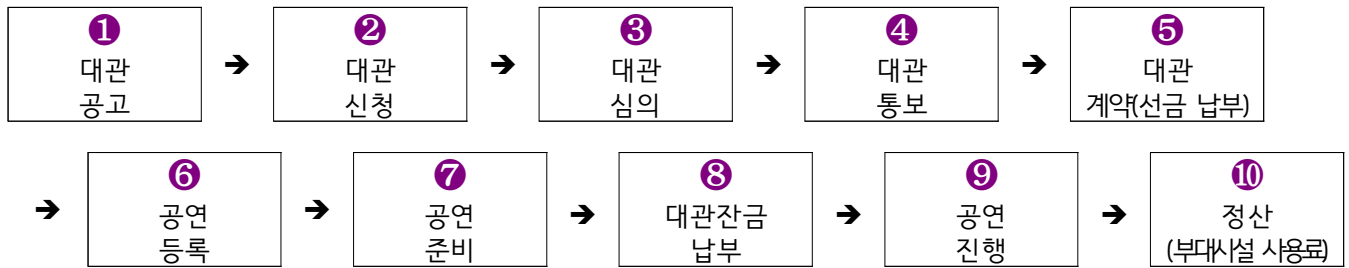 ❶ ❷ ❸ ❹ ❺
대관 ➔ 대관 ➔ 대관 ➔ 대관 ➔ 대관
공고 신청 심의 통보 계약(선금 납부)
❻ ❼ ❽ ❾ ❿
➔ 공연 ➔ 공연 ➔ 대관잔금 ➔ 공연 ➔ 정산
등록 준비 납부 진행 (부대시설 사용료)